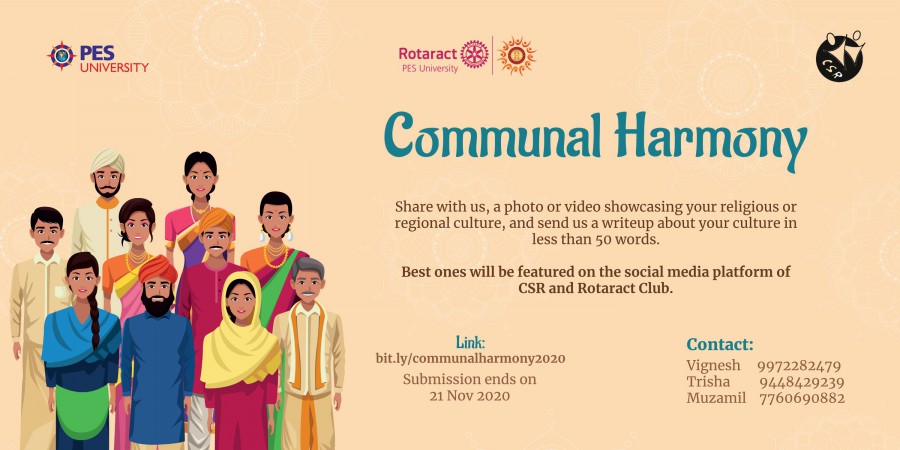 PES
UNIVERSITY
Rotaract
PES University
CSR
Communal Harmony
Share with us, a photo or video showcasing your religious or
regional culture, and send us a writeup about your culture in
less than 50 words.
Best ones will be featured on the social media platform of
CSR and Rotaract Club.
Link:
bit.ly/communalharmony2020
Submission ends on
21 Nov 2020
Contact:
Vignesh 9972282479
Trisha 9448429239
Muzamil 7760690882